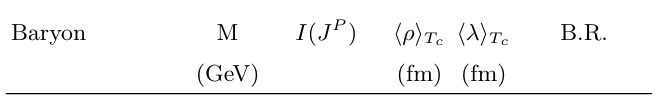 Baryon M I(J^P) ⟨ρ⟩_{T_c} ⟨λ⟩_{T_c} B.R.
(GeV) (fm) (fm)